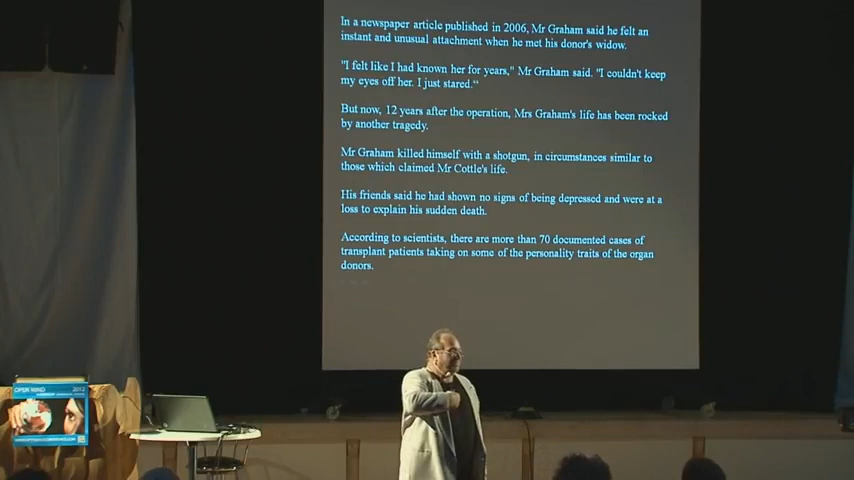 In a newspaper article published in 2006, Mr Graham said he felt an
instant and unusual attachment when he met his donor's widow.
"I felt like I had known her for years," Mr Graham said. "I couldn't keep
my eyes off her. I just stared."
But now, 12 years after the operation, Mrs Graham's life has been rocked
by another tragedy.
Mr Graham killed himself with a shotgun, in circumstances similar to
those which claimed Mr Cottle's life.
His friends said he had shown no signs of being depressed and were at a
loss to explain his sudden death.
According to scientists, there are more than 70 documented cases of
transplant patients taking on some of the personality traits of the organ
donors.
OPEN MIND 2012